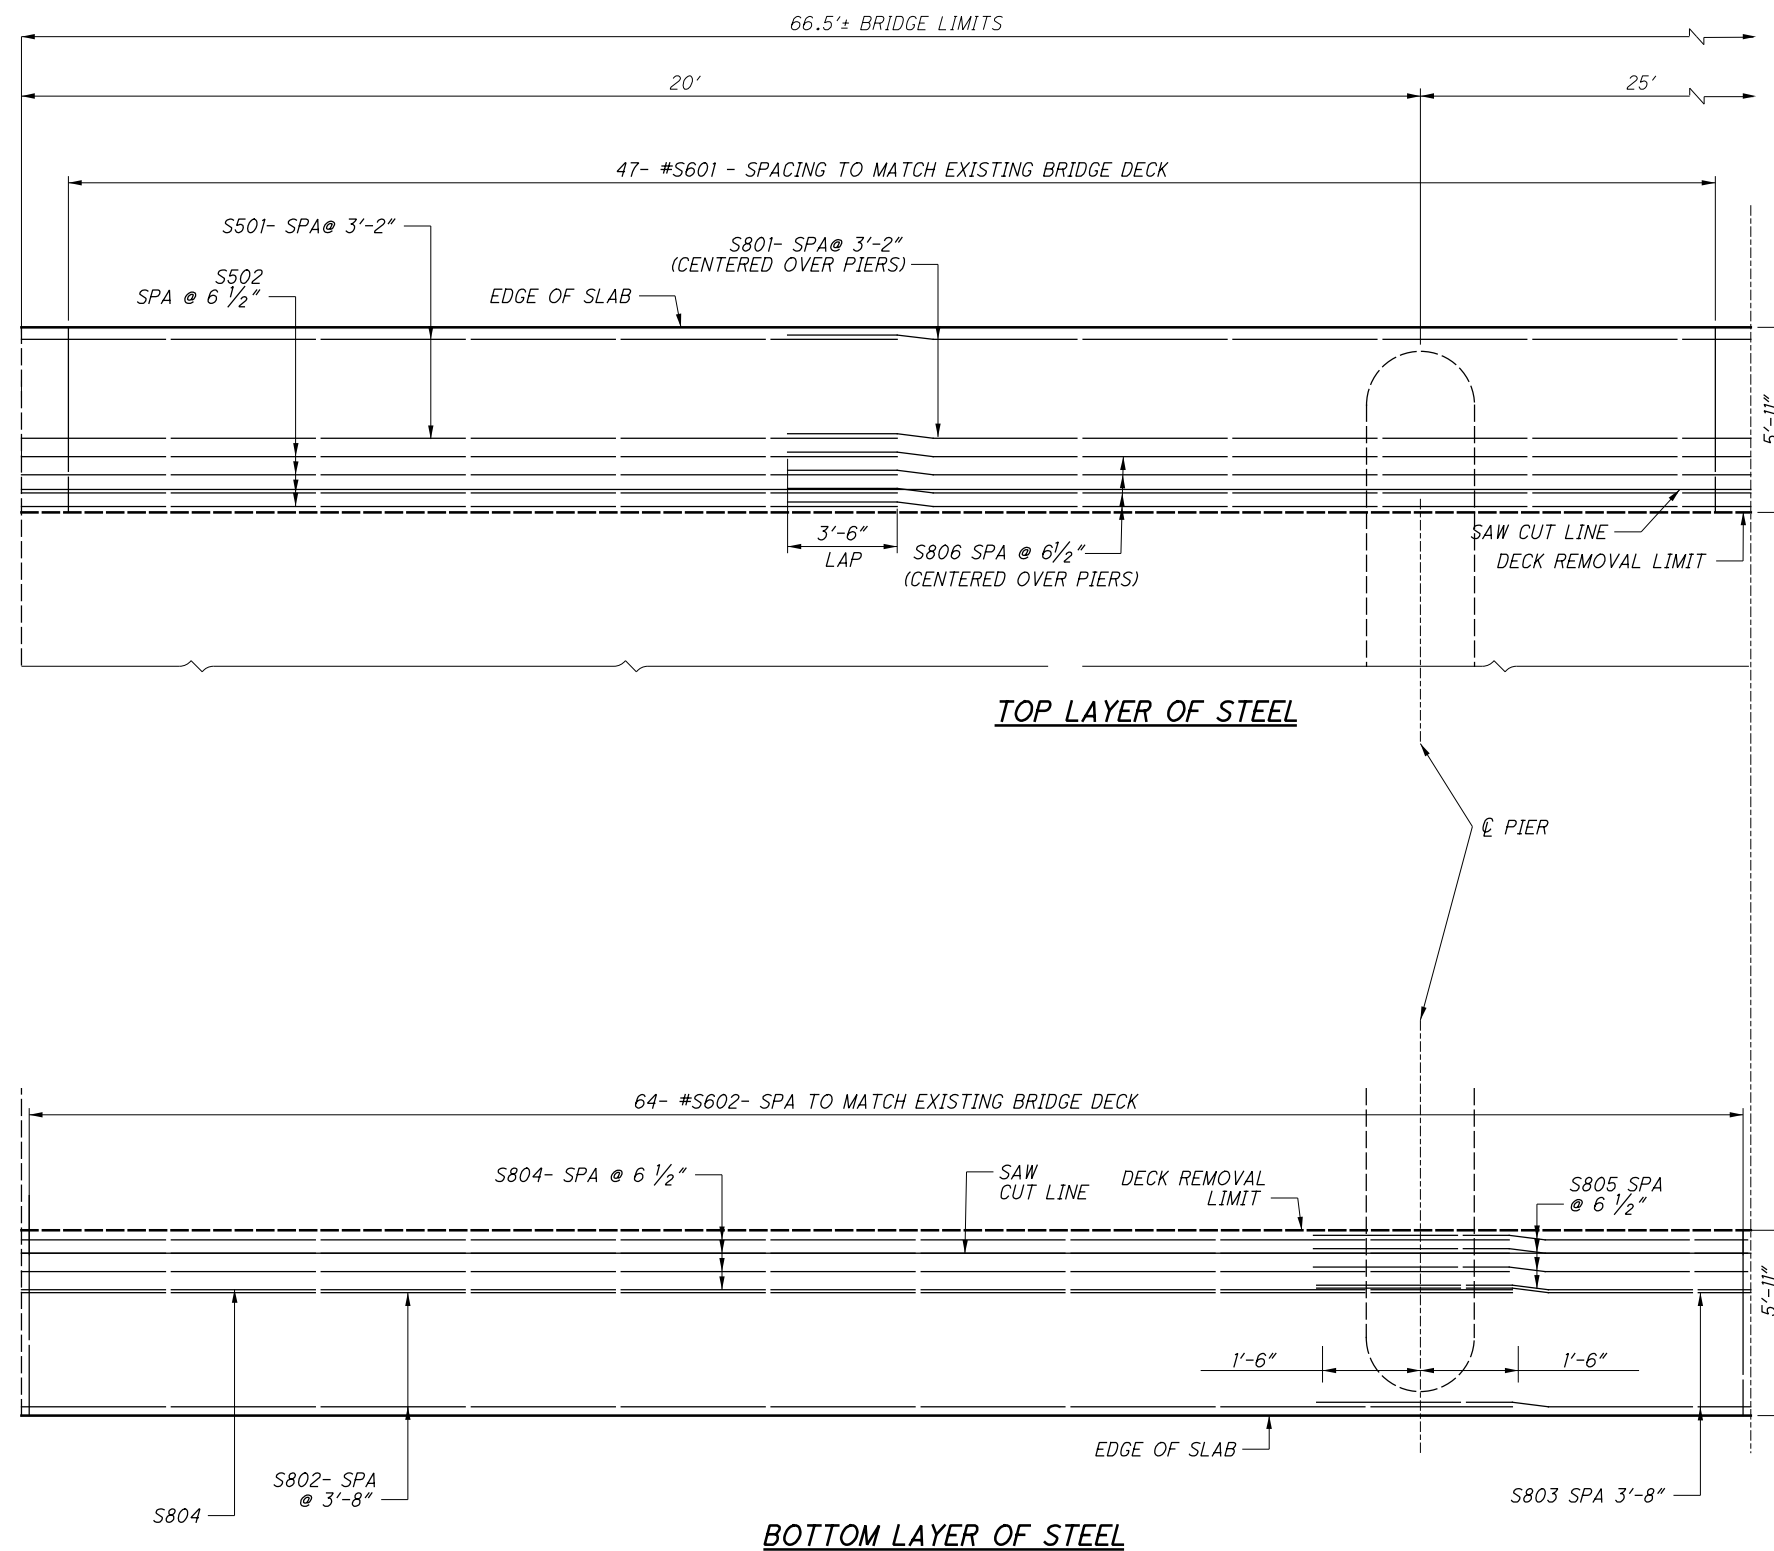 66.5'± BRIDGE LIMITS
20'
25'
47- #S601 - SPACING TO MATCH EXISTING BRIDGE DECK
S501- SPA@ 3'-2"
S801- SPA@ 3'-2"
(CENTERED OVER PIERS)
S502
SPA @ 6 1/2"
EDGE OF SLAB
5'-11"
3'-6"
LAP
S806 SPA @ 6 1/2"
(CENTERED OVER PIERS)
SAW CUT LINE
DECK REMOVAL LIMIT
TOP LAYER OF STEEL
℄ PIER
64- #S602- SPA TO MATCH EXISTING BRIDGE DECK
S804- SPA @ 6 1/2"
SAW
CUT LINE
DECK REMOVAL
LIMIT
S805 SPA
@ 6 1/2"
5'-11"
1'-6"
1'-6"
EDGE OF SLAB
S802- SPA
@ 3'-8"
S804
S803 SPA 3'-8"
BOTTOM LAYER OF STEEL